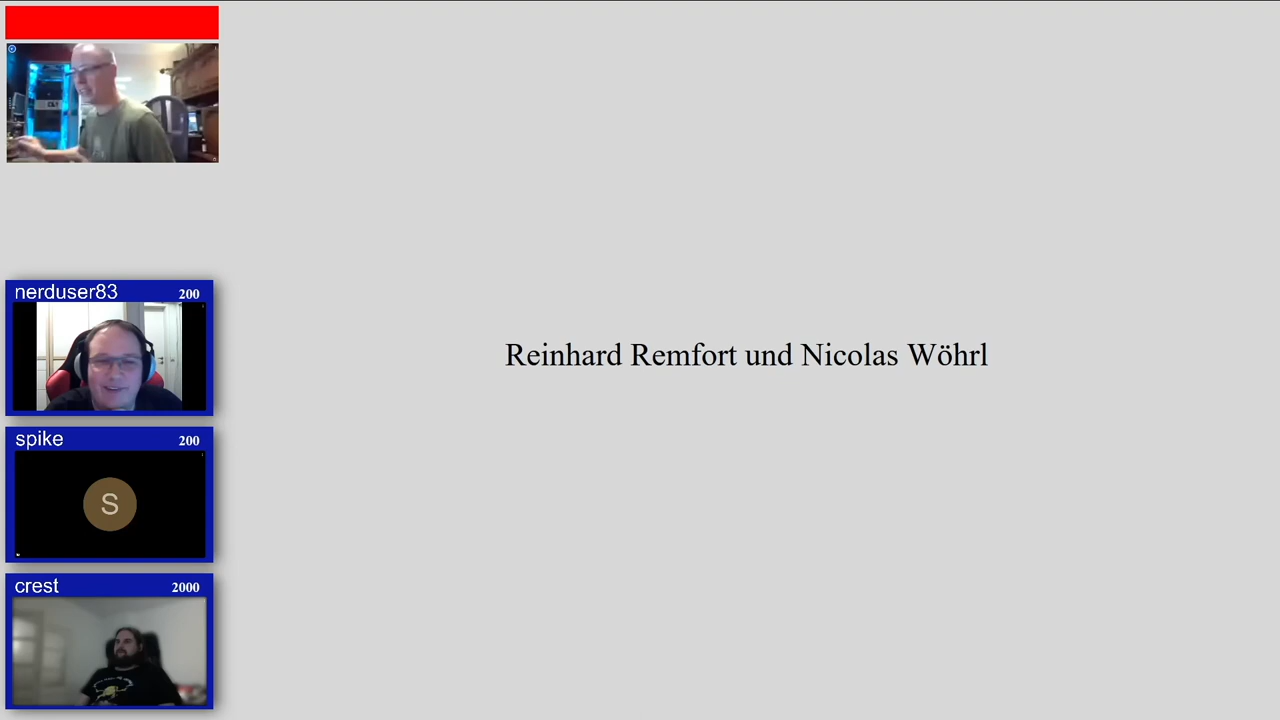 nerduser83 200
Reinhard Remfort und Nicolas Wöhrl
spike 200
S
crest 2000